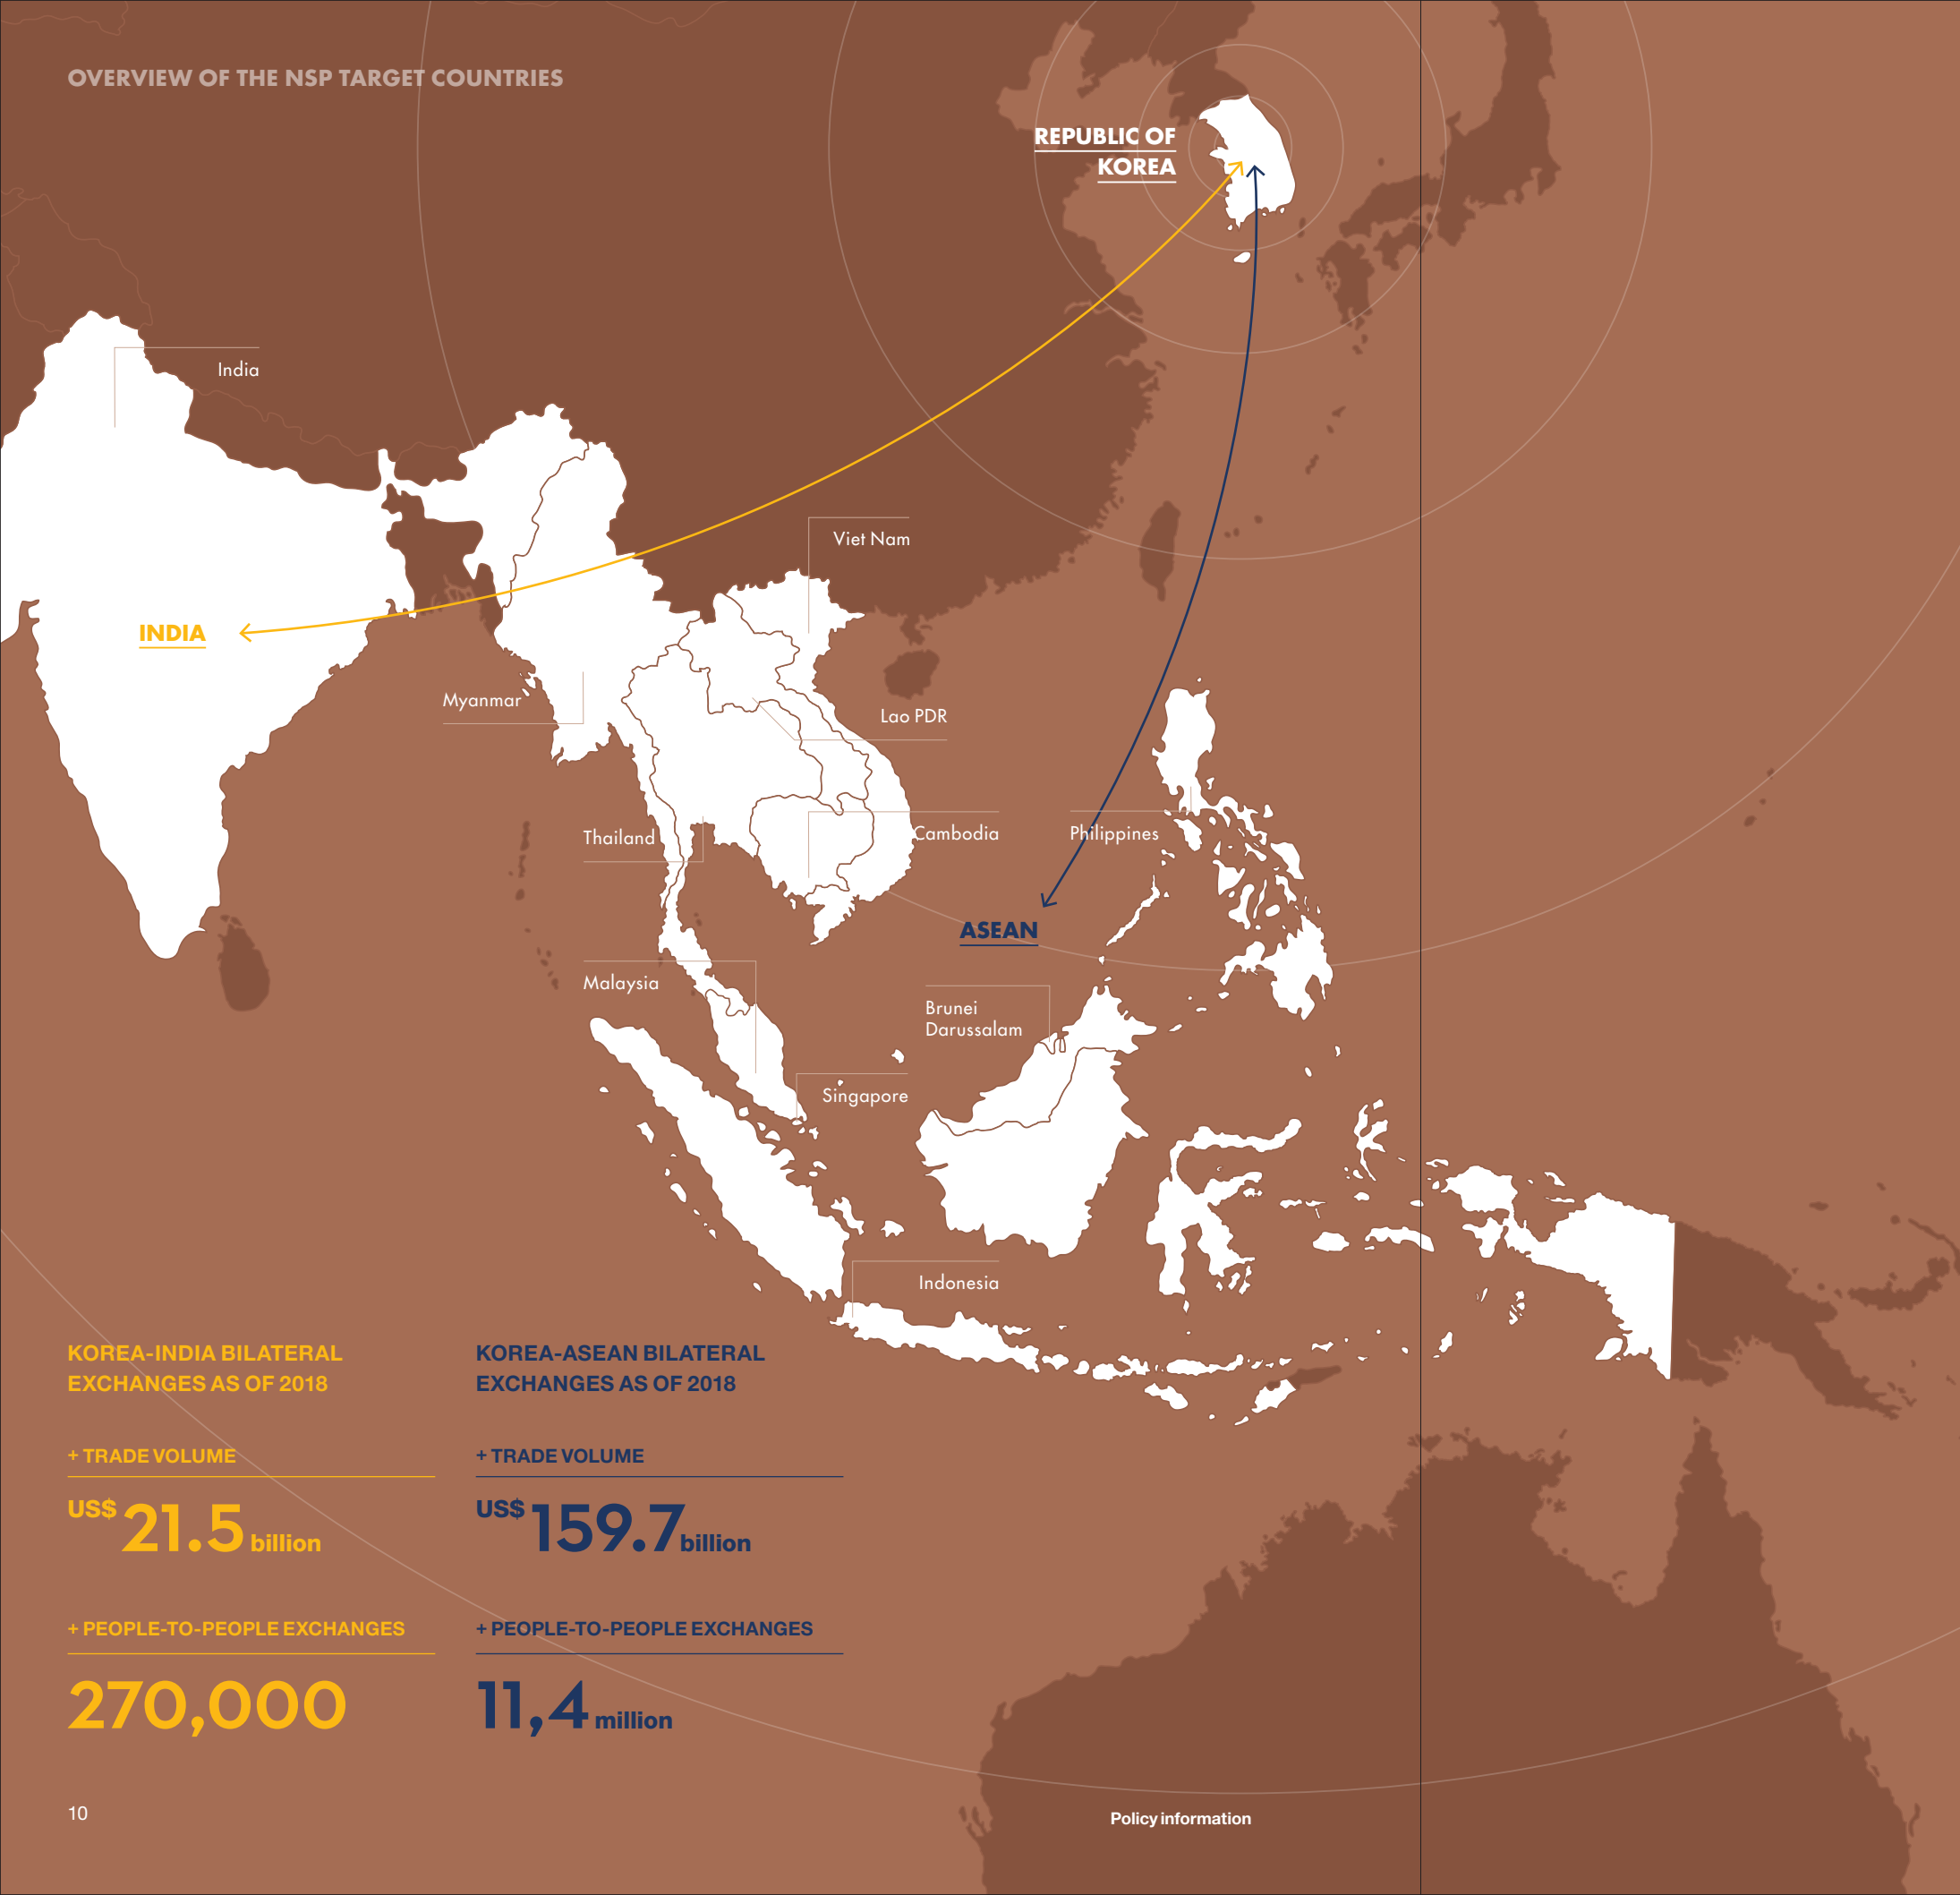 OVERVIEW OF THE NSP TARGET COUNTRIES
REPUBLIC OF
KOREA
India
Viet Nam
INDIA
Myanmar
Lao PDR
Thailand
Cambodia
Philippines
ASEAN
Malaysia
Brunei
Darussalam
Singapore
Indonesia
KOREA-INDIA BILATERAL
EXCHANGES AS OF 2018
+ TRADE VOLUME
US$ 21.5 billion
+ PEOPLE-TO-PEOPLE EXCHANGES
270,000
KOREA-ASEAN BILATERAL
EXCHANGES AS OF 2018
+ TRADE VOLUME
US$ 159.7 billion
+ PEOPLE-TO-PEOPLE EXCHANGES
11,4 million
10
Policy information